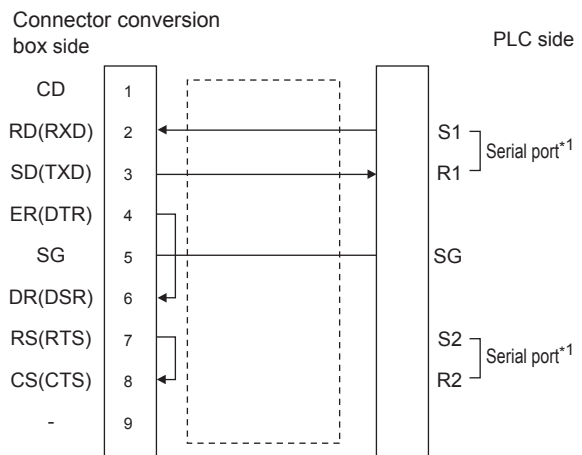 Connector conversion
box side
PLC side
CD 1
RD(RXD) 2 S1
Serial port*1
SD(TXD) 3 R1
ER(DTR) 4
SG 5 SG
DR(DSR) 6
RS(RTS) 7 S2
Serial port*1
CS(CTS) 8 R2
- 9